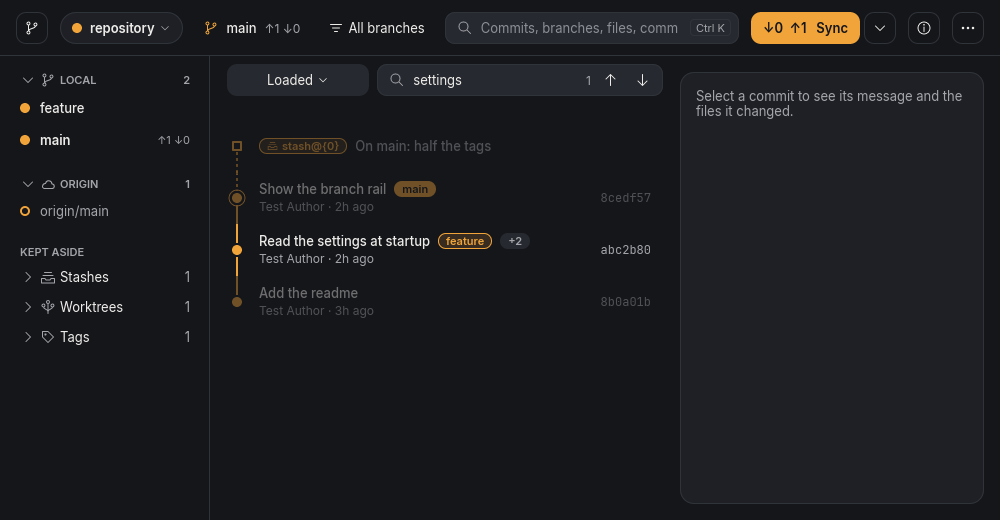 repository main ↑1 ↓0 All branches Commits, branches, files, comm Ctrl K ↓0 ↑1 Sync
LOCAL 2
feature
main ↑1 ↓0
ORIGIN 1
origin/main
KEPT ASIDE
Stashes 1
Worktrees 1
Tags 1
Loaded settings 1
stash@{0} On main: half the tags
Show the branch rail main
Test Author · 2h ago 8cedf57
Read the settings at startup feature +2
Test Author · 2h ago abc2b80
Add the readme
Test Author · 3h ago 8b0a01b
Select a commit to see its message and the
files it changed.